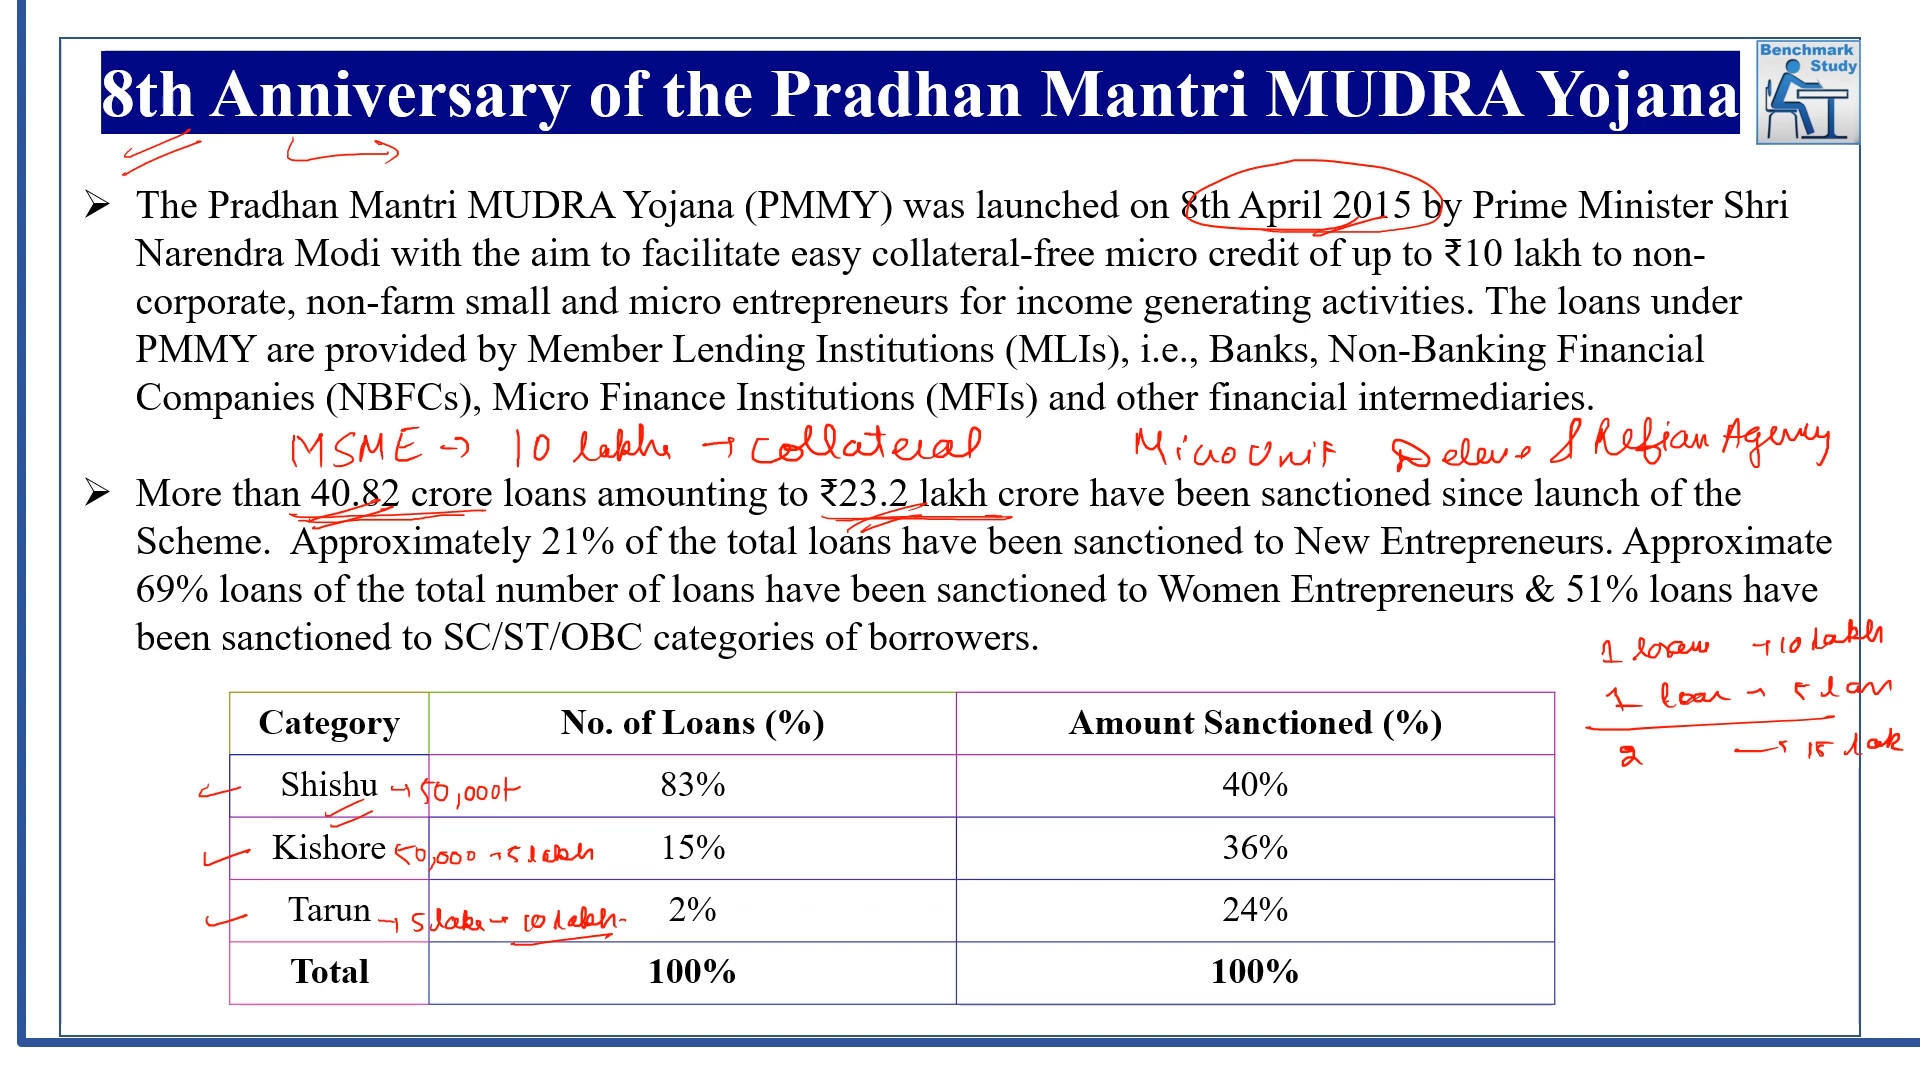 Benchmark
Study
8th Anniversary of the Pradhan Mantri MUDRA Yojana
➢ The Pradhan Mantri MUDRA Yojana (PMMY) was launched on 8th April 2015 by Prime Minister Shri
Narendra Modi with the aim to facilitate easy collateral-free micro credit of up to ₹10 lakh to non-
corporate, non-farm small and micro entrepreneurs for income generating activities. The loans under
PMMY are provided by Member Lending Institutions (MLIs), i.e., Banks, Non-Banking Financial
Companies (NBFCs), Micro Finance Institutions (MFIs) and other financial intermediaries.
MSME → 10 lakhs → Collateral Micro Unit & Agency
➢ More than 40.82 crore loans amounting to ₹23.2 lakh crore have been sanctioned since launch of the
Scheme. Approximately 21% of the total loans have been sanctioned to New Entrepreneurs. Approximate
69% loans of the total number of loans have been sanctioned to Women Entrepreneurs & 51% loans have
been sanctioned to SC/ST/OBC categories of borrowers.
1 → 10 lakh
1 loan → 5
2 → 15 lak
Category No. of Loans (%) Amount Sanctioned (%)
Shishu → 50,000 83% 40%
Kishore 50,000 → 5 lakh 15% 36%
Tarun → 5 lakh → 10 lakh 2% 24%
Total 100% 100%